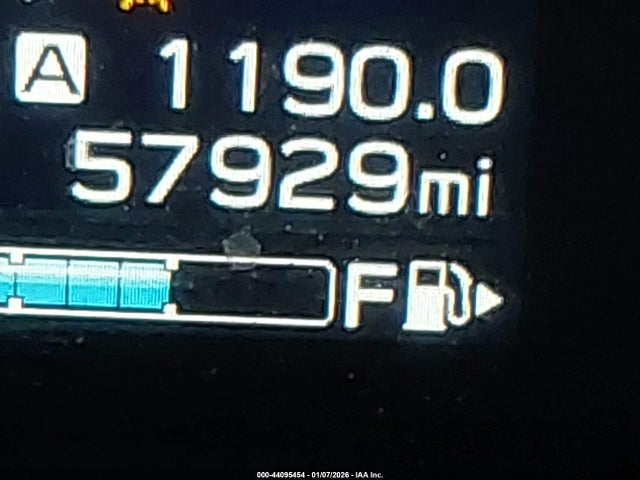 A 1190.0
57929mi
F
000-44095454 - 01/07/2026 - IAA Inc.